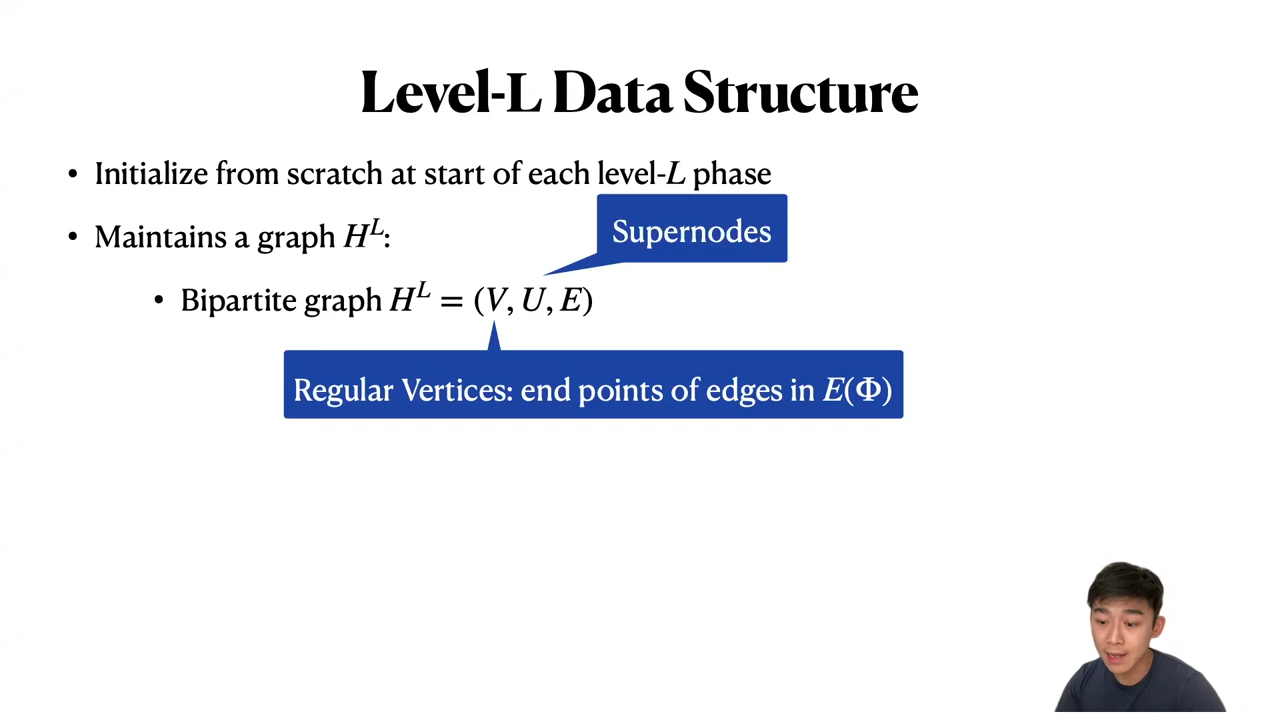 Level-L Data Structure
• Initialize from scratch at start of each level-L phase
• Maintains a graph H^L:
Supernodes
• Bipartite graph H^L = (V, U, E)
Regular Vertices: end points of edges in E(Φ)